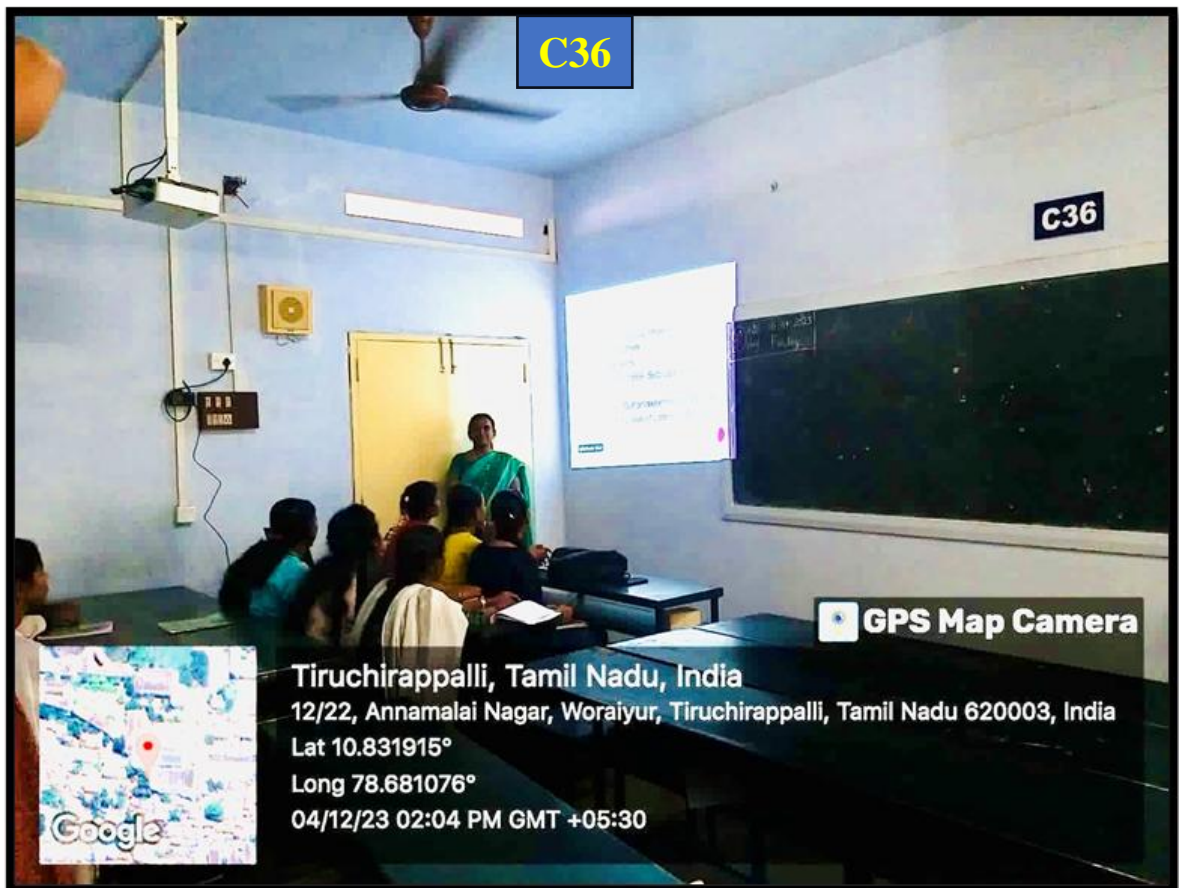 C36
C36
GPS Map Camera
Tiruchirappalli, Tamil Nadu, India
12/22, Annamalai Nagar, Woraiyur, Tiruchirappalli, Tamil Nadu 620003, India
Lat 10.831915°
Long 78.681076°
04/12/23 02:04 PM GMT +05:30
Google